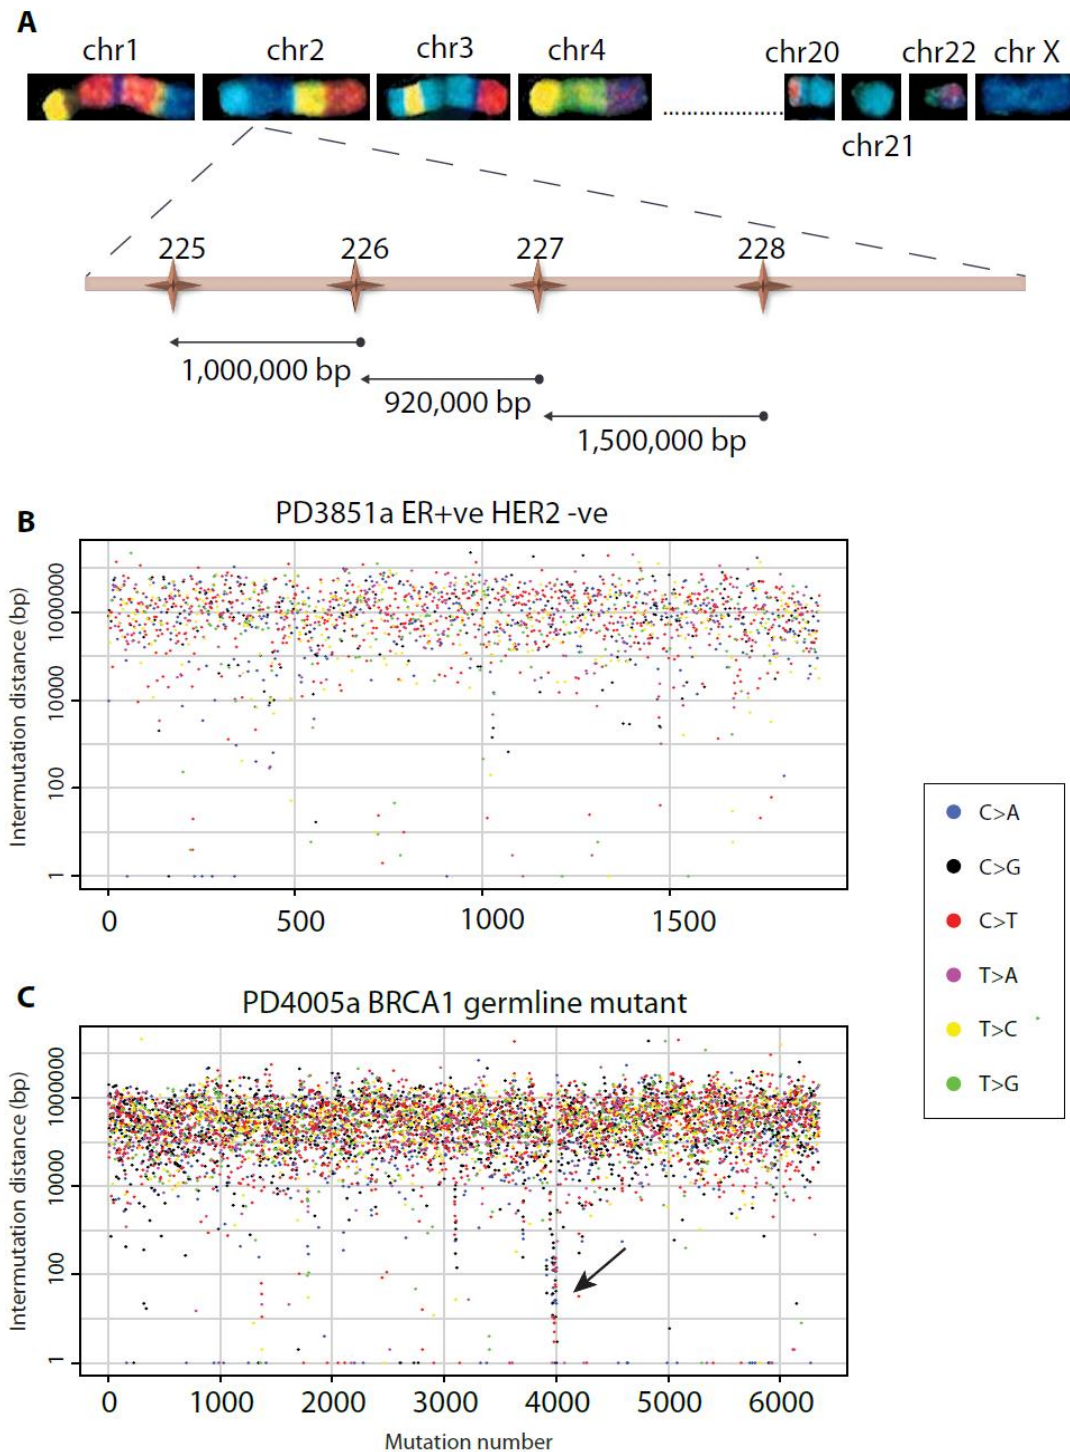 A
chr1 chr2 chr3 chr4 chr20 chr22 chr X
chr21
225 226 227 228
1,000,000 bp
920,000 bp
1,500,000 bp
B
PD3851a ER+ve HER2 -ve
Intermutation distance (bp)
1000000
10000
100
1
0 500 1000 1500
C>A
C>G
C>T
T>A
T>C
T>G
C
PD4005a BRCA1 germline mutant
Intermutation distance (bp)
1000000
10000
100
1
0 1000 2000 3000 4000 5000 6000
Mutation number